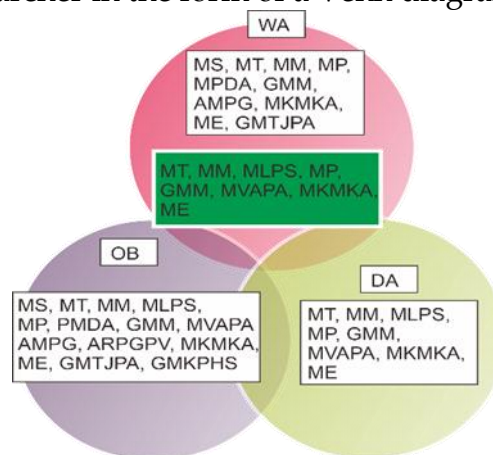 WA
MS, MT, MM, MP,
MPDA, GMM,
AMPG, MKMKA,
ME, GMTJPA
MT, MM, MLPS, MP,
GMM, MVAPA, MKMKA,
ME
OB
MS, MT, MM, MLPS,
MP, PMDA, GMM, MVAPA
AMPG, ARPGPV, MKMKA,
ME, GMTJPA, GMKPHS
DA
MT, MM, MLPS,
MP, GMM,
MVAPA, MKMKA,
ME